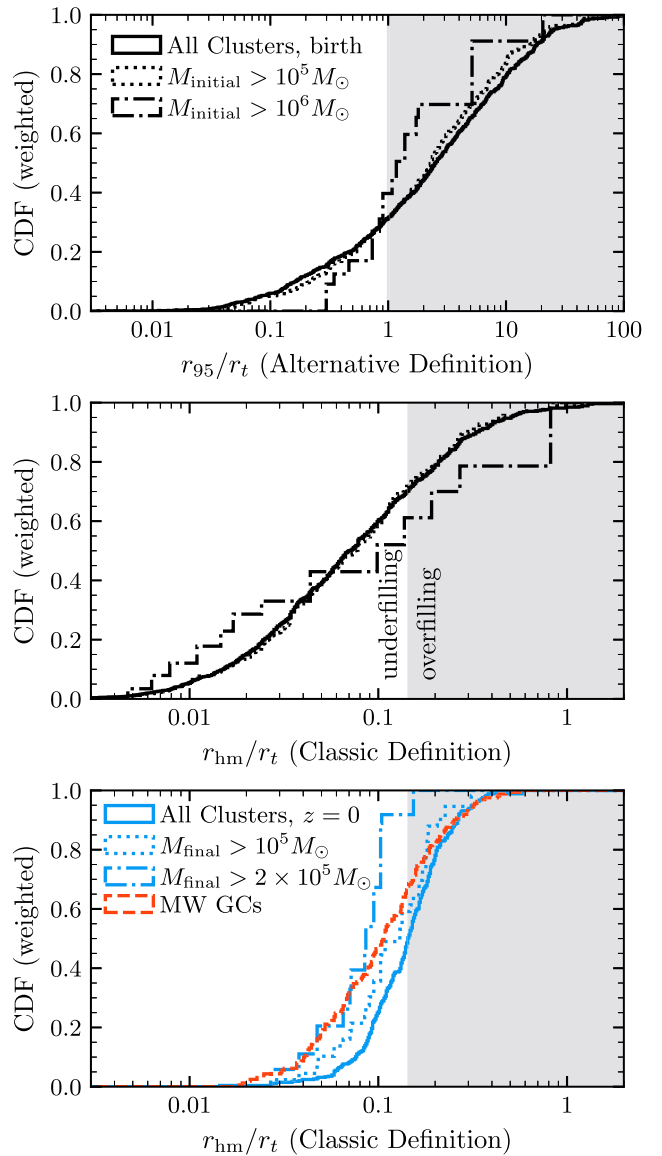 1.0
0.8
0.6
0.4
0.2
0.0
CDF (weighted)
All Clusters, birth
M_initial > 10^5 M_⊙
M_initial > 10^6 M_⊙
0.01 0.1 1 10 100
r_95/r_t (Alternative Definition)
1.0
0.8
0.6
0.4
0.2
0.0
CDF (weighted)
underfilling
overfilling
0.01 0.1 1
r_hm/r_t (Classic Definition)
1.0
0.8
0.6
0.4
0.2
0.0
CDF (weighted)
All Clusters, z = 0
M_final > 10^5 M_⊙
M_final > 2 × 10^5 M_⊙
MW GCs
0.01 0.1 1
r_hm/r_t (Classic Definition)